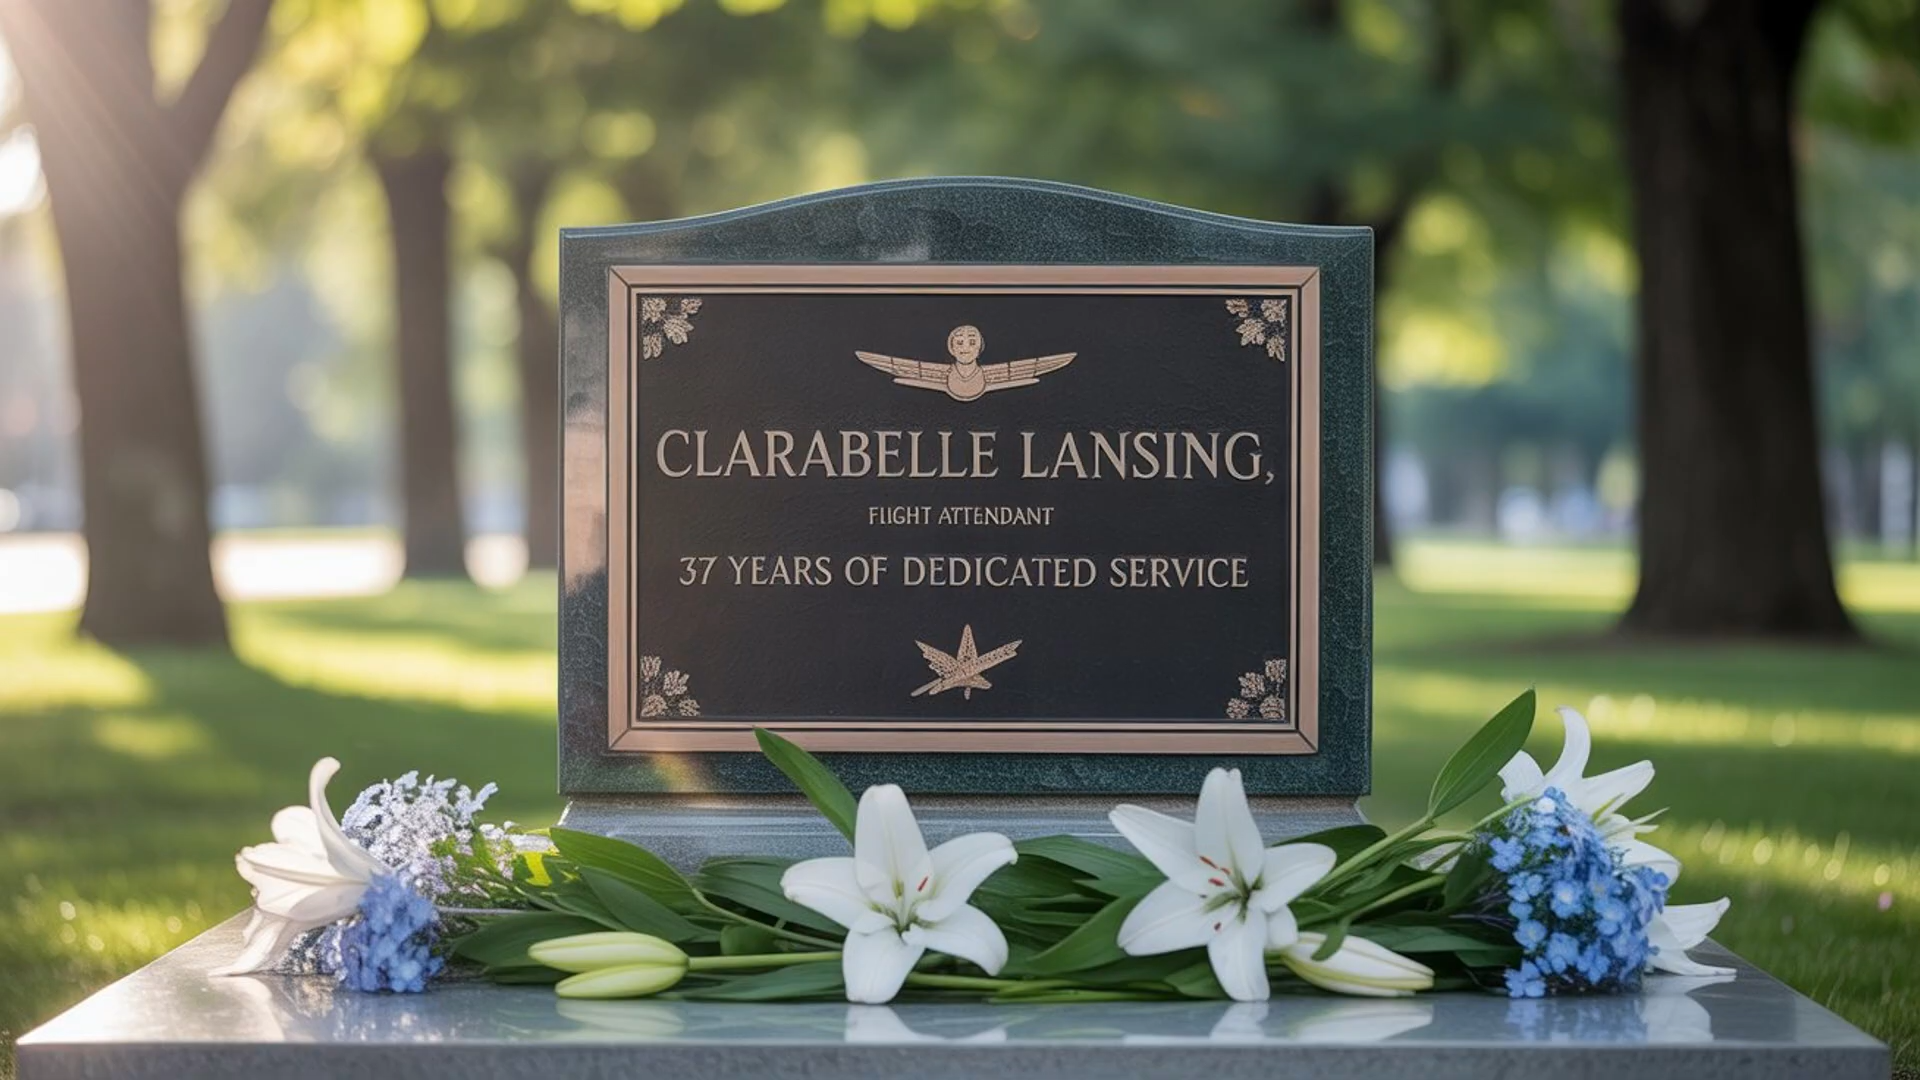 CLARABELLE LANSING,
FLIGHT ATTENDANT
37 YEARS OF DEDICATED SERVICE